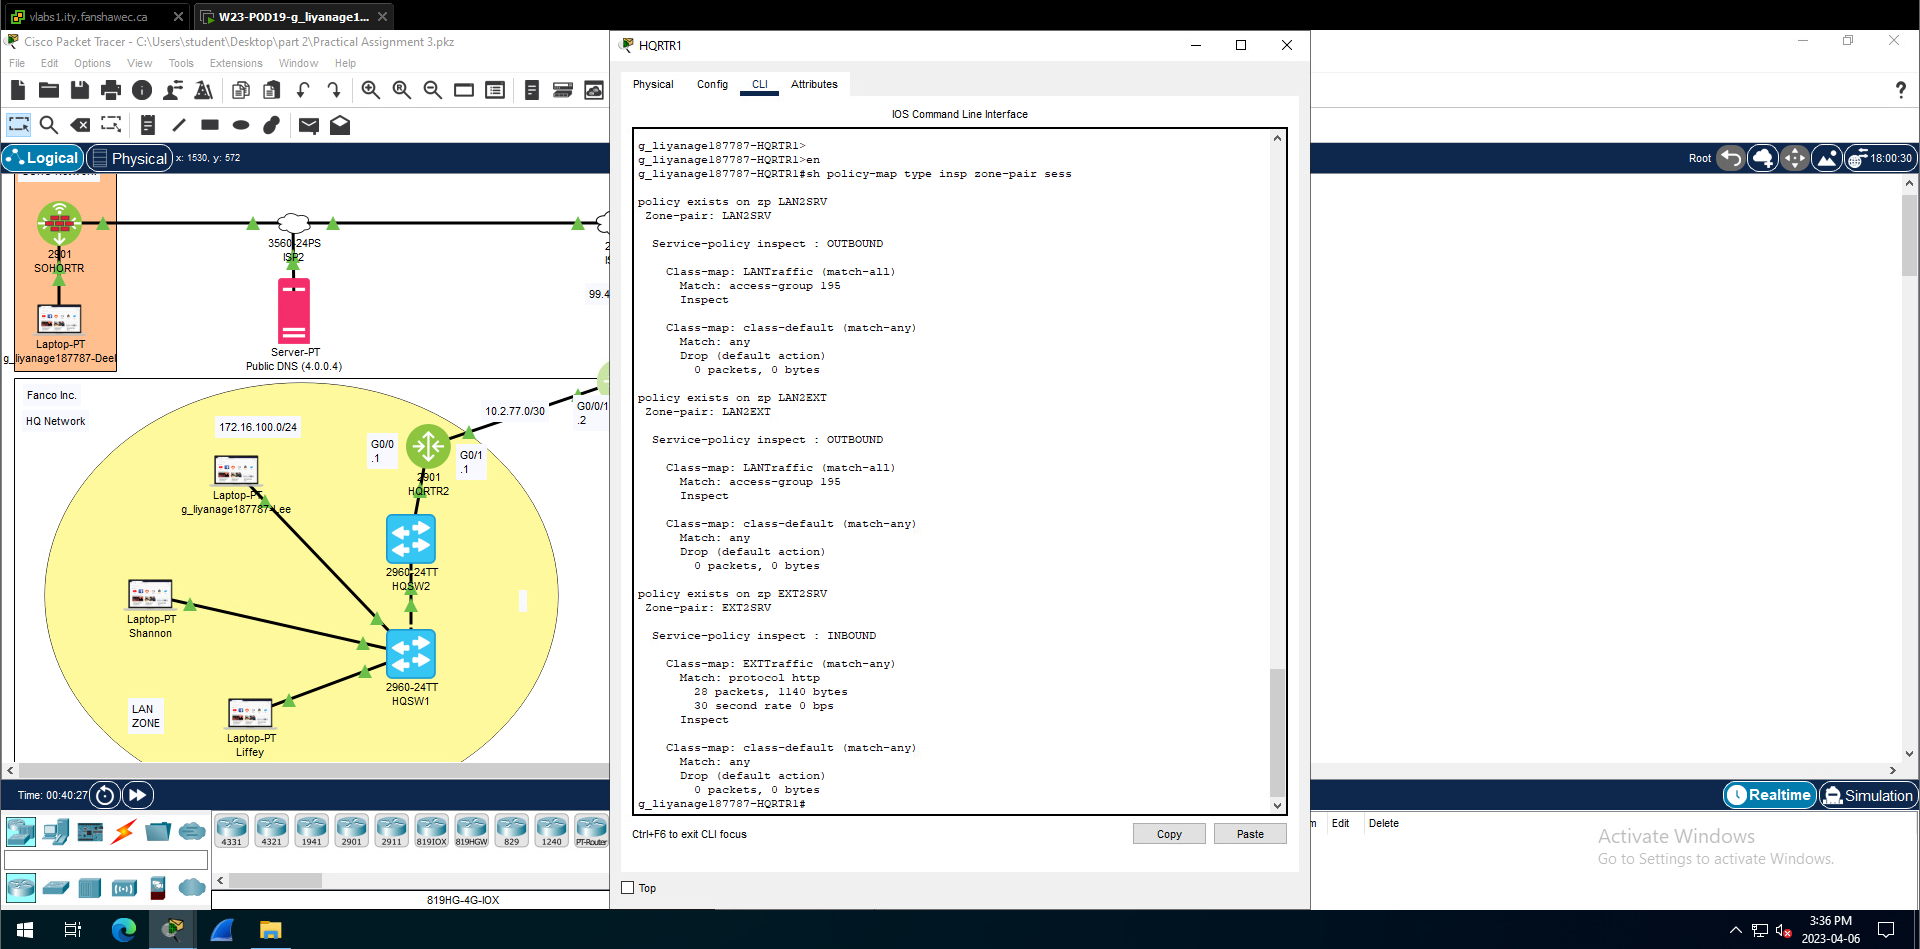 vlabs1.ity.fanshawec.ca
W23-POD19-g_liyanage1...
Cisco Packet Tracer - C:\Users\student\Desktop\part 2\Practical Assignment 3.pkz
File Edit Options View Tools Extensions Window Help
Logical
Physical
x: 1530, y: 572
Root
18:00:30
2901
SOHORTR
Laptop-PT
g_liyanage187787-Deel
3560-24PS
ISP2
Server-PT
Public DNS (4.0.0.4)
99.4
Fanco Inc.
HQ Network
172.16.100.0/24
10.2.77.0/30
G0/0/1
.2
G0/0
.1
G0/1
.1
2901
HQRTR2
Laptop-PT
g_liyanage187787-Lee
2960-24TT
HQSW2
Laptop-PT
Shannon
2960-24TT
HQSW1
LAN
ZONE
Laptop-PT
Liffey
HQRTR1
Physical Config CLI Attributes
IOS Command Line Interface
g_liyanage187787-HQRTR1>
g_liyanage187787-HQRTR1>en
g_liyanage187787-HQRTR1#sh policy-map type insp zone-pair sess
policy exists on zp LAN2SRV
Zone-pair: LAN2SRV
Service-policy inspect : OUTBOUND
Class-map: LANTraffic (match-all)
Match: access-group 195
Inspect
Class-map: class-default (match-any)
Match: any
Drop (default action)
0 packets, 0 bytes
policy exists on zp LAN2EXT
Zone-pair: LAN2EXT
Service-policy inspect : OUTBOUND
Class-map: LANTraffic (match-all)
Match: access-group 195
Inspect
Class-map: class-default (match-any)
Match: any
Drop (default action)
0 packets, 0 bytes
policy exists on zp EXT2SRV
Zone-pair: EXT2SRV
Service-policy inspect : INBOUND
Class-map: EXTTraffic (match-any)
Match: protocol http
28 packets, 1140 bytes
30 second rate 0 bps
Inspect
Class-map: class-default (match-any)
Match: any
Drop (default action)
0 packets, 0 bytes
g_liyanage187787-HQRTR1#
Ctrl+F6 to exit CLI focus
Copy
Paste
Top
Time: 00:40:27
Realtime
Simulation
4331 4321 1941 2901 2911 819IOX 819HGW 829 1240 PT-Router
819HG-4G-IOX
Edit Delete
Activate Windows
Go to Settings to activate Windows.
3:36 PM
2023-04-06